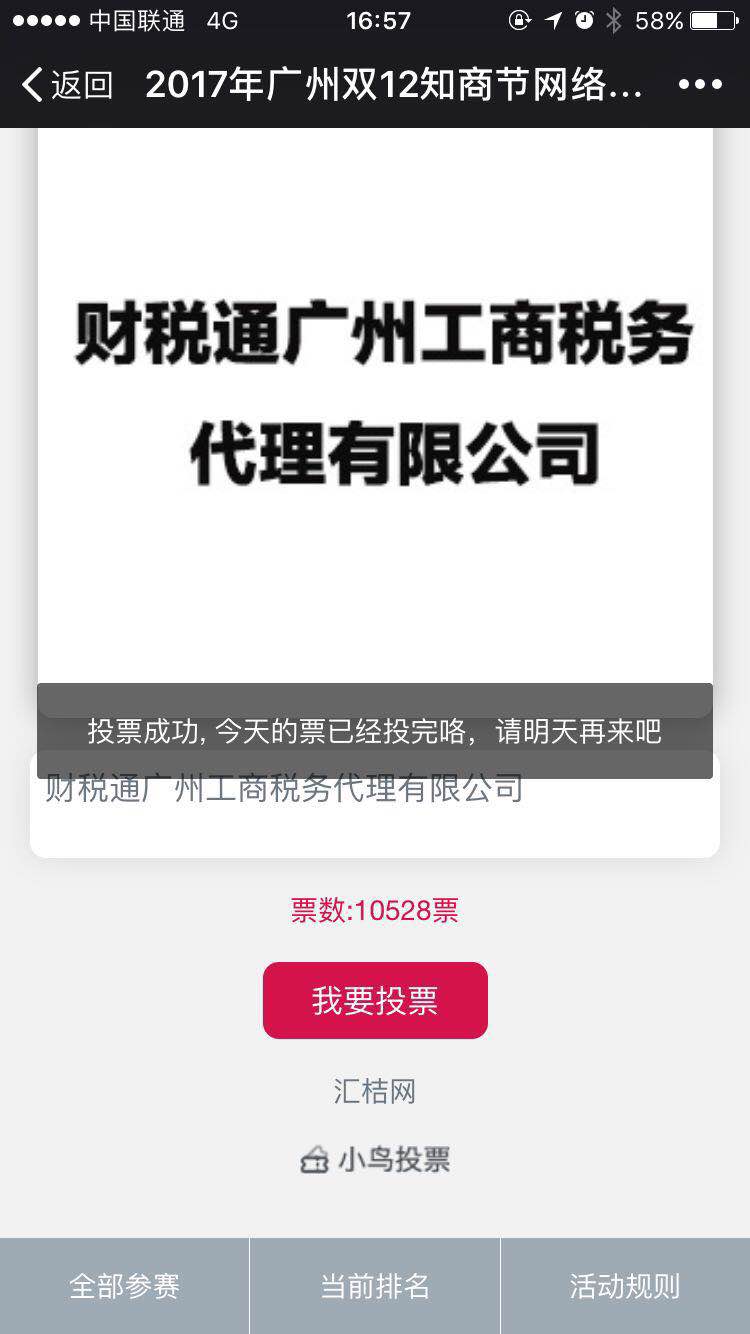 中国联通 4G 16:57 58%
返回 2017年广州双12知商节网络...
财税通广州工商税务
代理有限公司
投票成功, 今天的票已经投完咯，请明天再来吧
财税通广州工商税务代理有限公司
票数:10528票
我要投票
汇桔网
小鸟投票
全部参赛 当前排名 活动规则